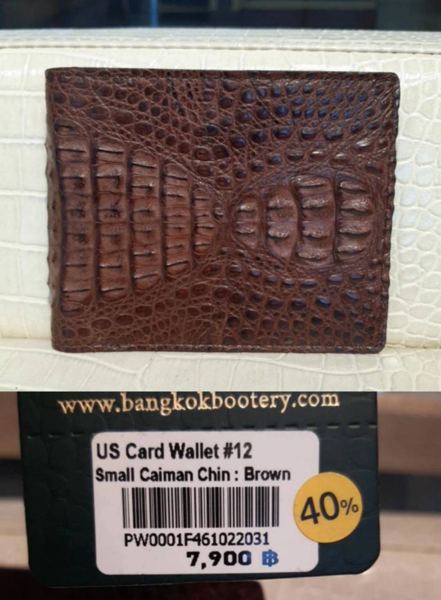 www.bangkokbootery.com
US Card Wallet #12
Small Caiman Chin : Brown
40%
PW0001F461022031
7,900 ฿